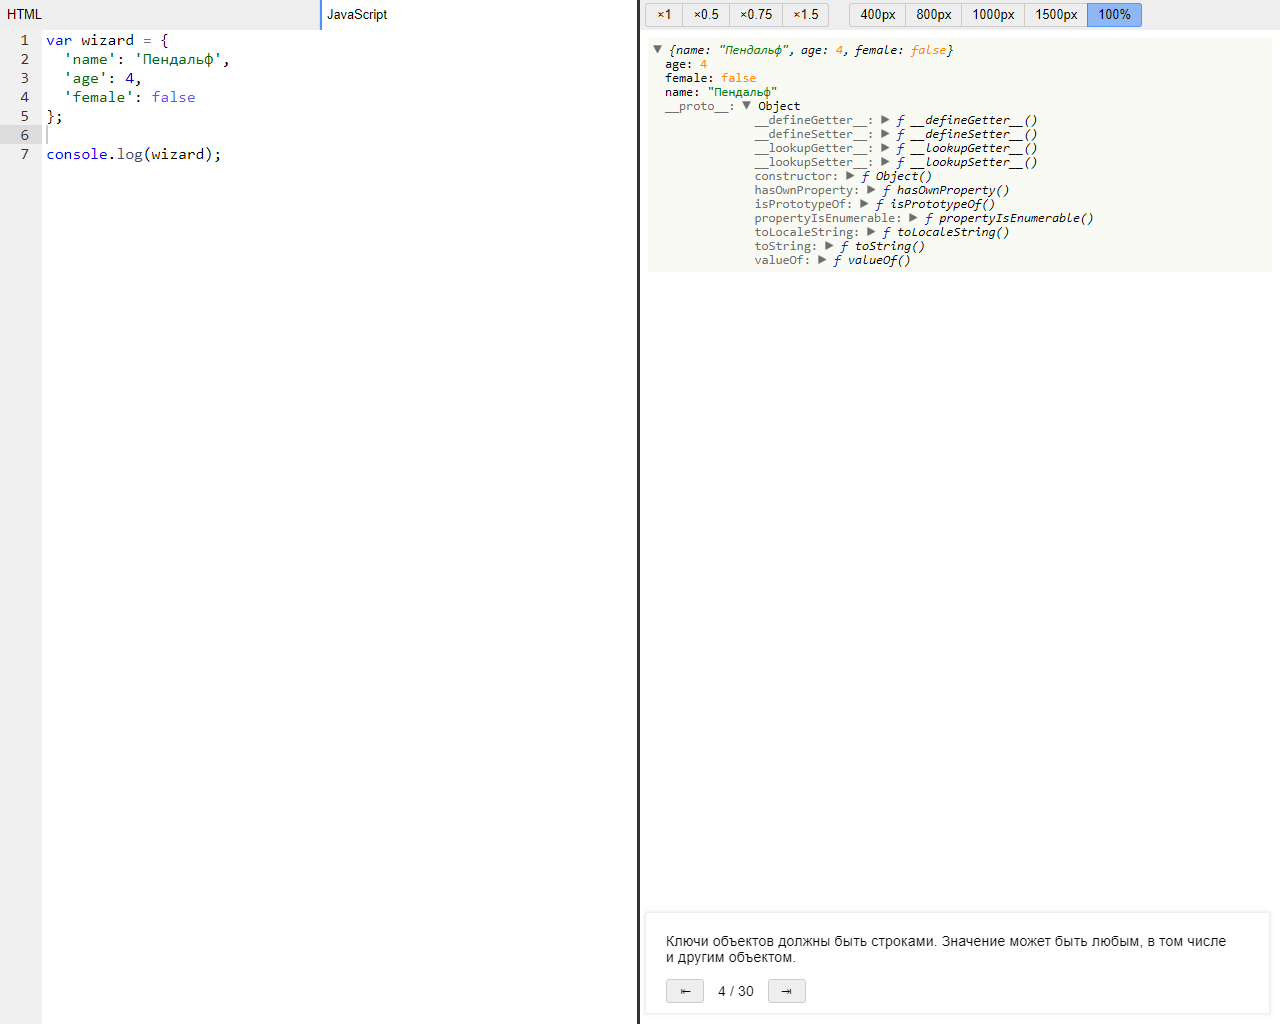 HTML
JavaScript
1 var wizard = {
2 'name': 'Пендальф',
3 'age': 4,
4 'female': false
5 };
6
7 console.log(wizard);
×1 ×0.5 ×0.75 ×1.5 400px 800px 1000px 1500px 100%
▼ {name: "Пендальф", age: 4, female: false}
age: 4
female: false
name: "Пендальф"
__proto__: ▼ Object
__defineGetter__: ▶ ƒ __defineGetter__()
__defineSetter__: ▶ ƒ __defineSetter__()
__lookupGetter__: ▶ ƒ __lookupGetter__()
__lookupSetter__: ▶ ƒ __lookupSetter__()
constructor: ▶ ƒ Object()
hasOwnProperty: ▶ ƒ hasOwnProperty()
isPrototypeOf: ▶ ƒ isPrototypeOf()
propertyIsEnumerable: ▶ ƒ propertyIsEnumerable()
toLocaleString: ▶ ƒ toLocaleString()
toString: ▶ ƒ toString()
valueOf: ▶ ƒ valueOf()
Ключи объектов должны быть строками. Значение может быть любым, в том числе
и другим объектом.
⇤ 4 / 30 ⇥